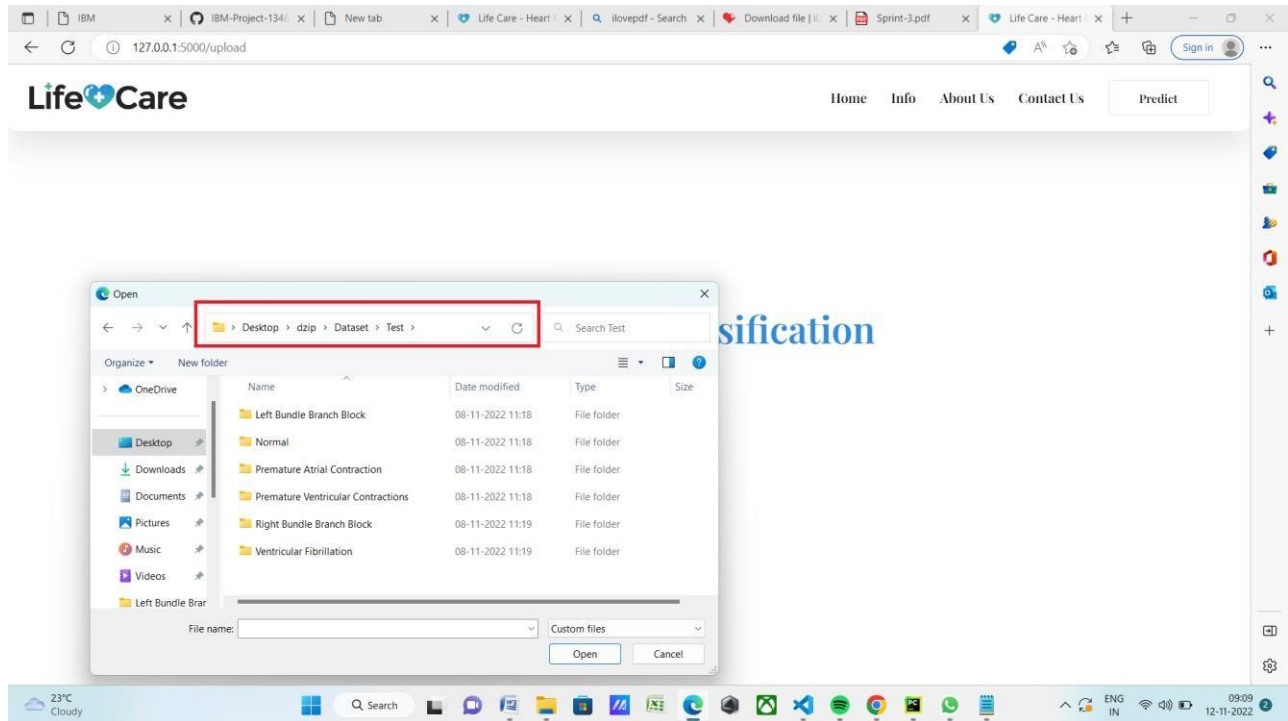 IBM
IBM-Project-1346
New tab
Life Care - Heart
ilovepdf - Search
Download file | iL
Sprint-3.pdf
Life Care - Heart
127.0.0.1:5000/upload
Sign in
Life Care
Home Info About Us Contact Us Predict
sification
Open
Desktop > dzip > Dataset > Test >
Search Test
Organize New folder
Name Date modified Type Size
OneDrive
Desktop
Downloads
Documents
Pictures
Music
Videos
Left Bundle Brar
Left Bundle Branch Block 08-11-2022 11:18 File folder
Normal 08-11-2022 11:18 File folder
Premature Atrial Contraction 08-11-2022 11:18 File folder
Premature Ventricular Contractions 08-11-2022 11:18 File folder
Right Bundle Branch Block 08-11-2022 11:19 File folder
Ventricular Fibrillation 08-11-2022 11:19 File folder
File name: Custom files
Open Cancel
23°C
Cloudy
Search
ENG
IN
09:09
12-11-2022
2